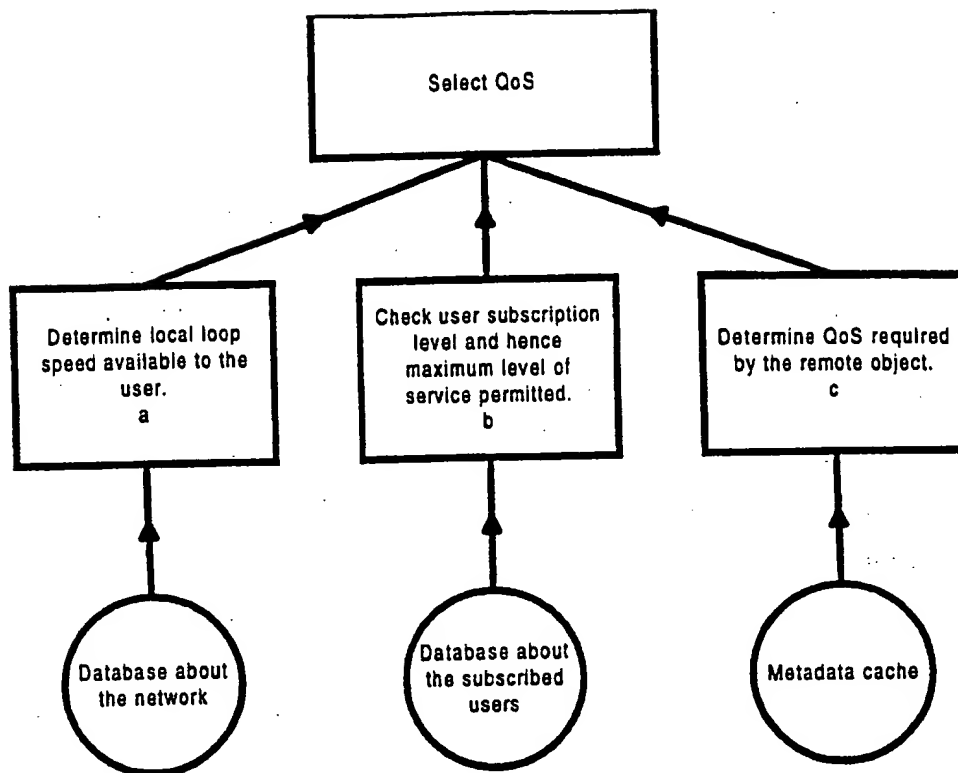 Select QoS
Determine local loop
speed available to the
user.
a
Check user subscription
level and hence
maximum level of
service permitted.
b
Determine QoS required
by the remote object.
c
Database about
the network
Database about
the subscribed
users
Metadada cache